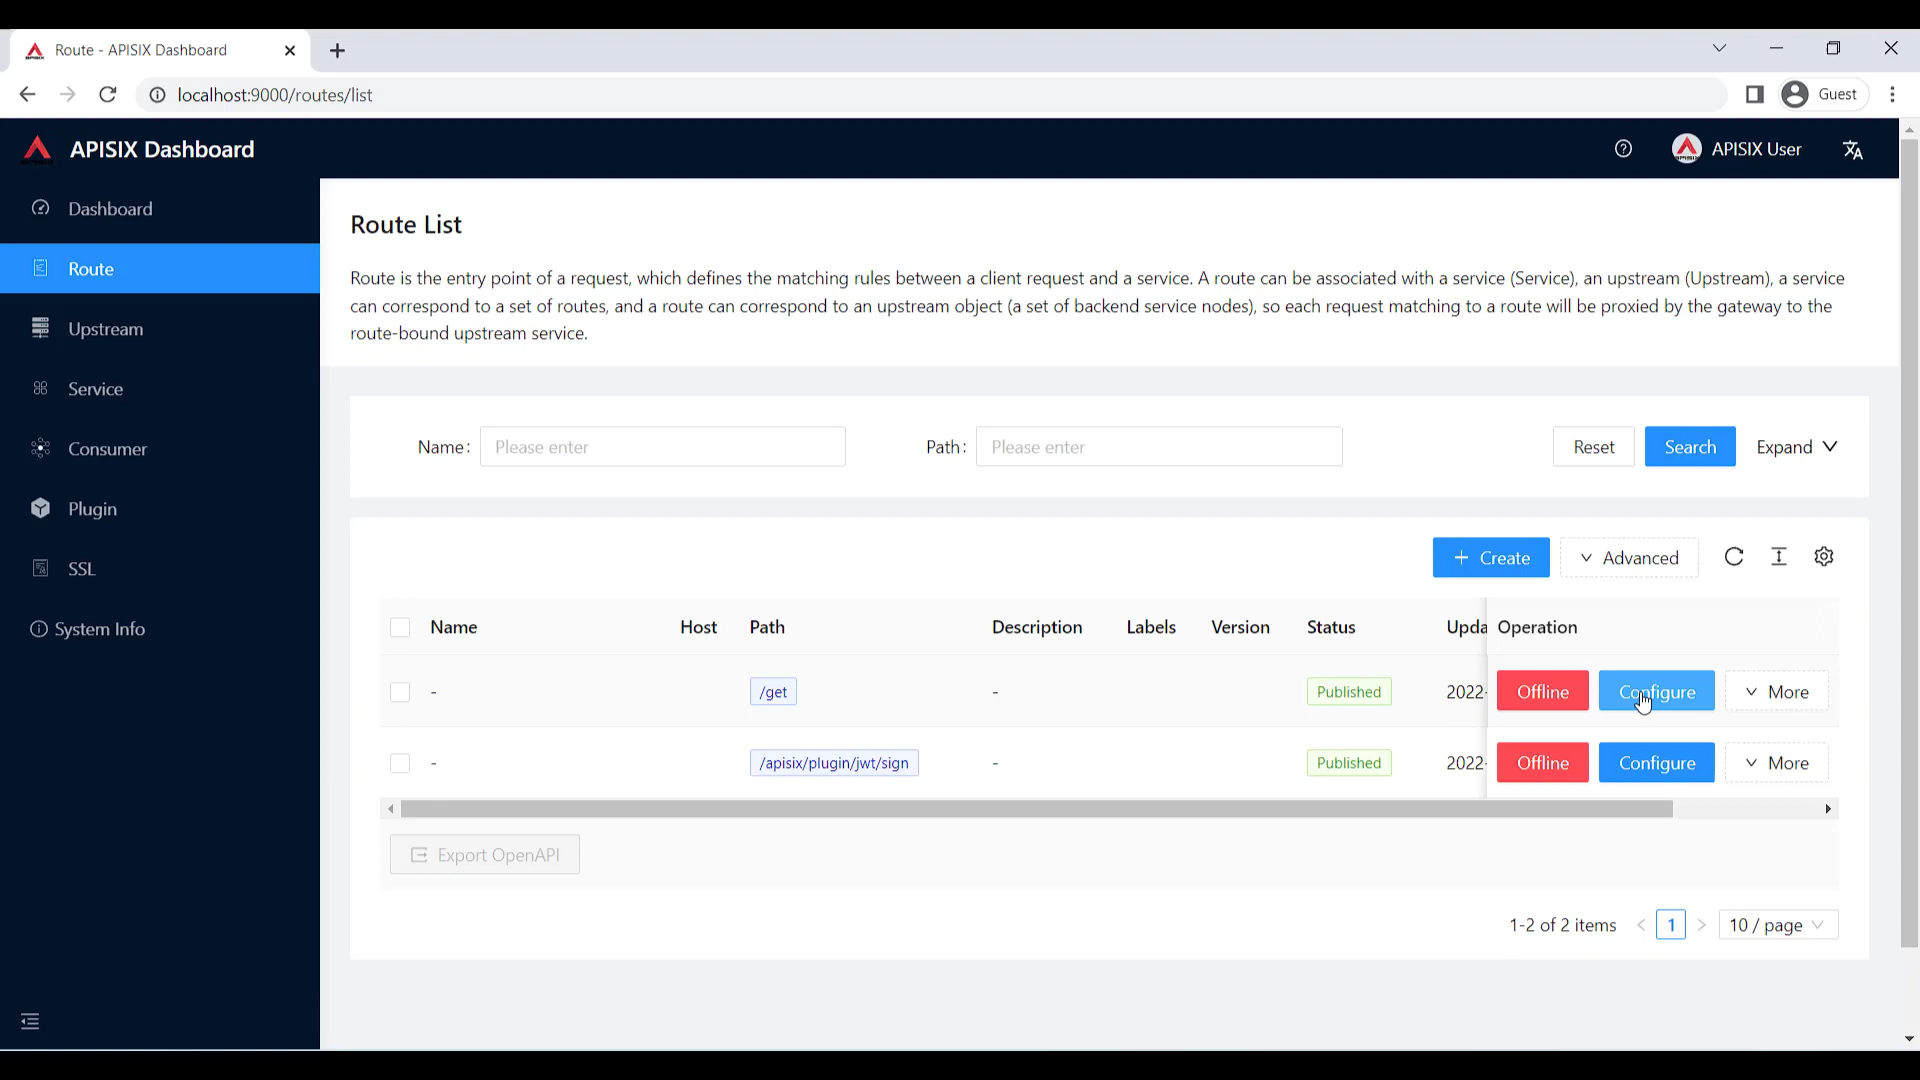 Route - APISIX Dashboard
localhost:9000/routes/list
Guest
APISIX Dashboard
APISIX User
Dashboard
Route
Upstream
Service
Consumer
Plugin
SSL
System Info
Route List
Route is the entry point of a request, which defines the matching rules between a client request and a service. A route can be associated with a service (Service), an upstream (Upstream), a service
can correspond to a set of routes, and a route can correspond to an upstream object (a set of backend service nodes), so each request matching to a route will be proxied by the gateway to the
route-bound upstream service.
Name: Please enter Path: Please enter Reset Search Expand
+ Create Advanced
Name Host Path Description Labels Version Status Upda Operation
- /get - Published 2022- Offline Configure More
- /apisix/plugin/jwt/sign - Published 2022- Offline Configure More
Export OpenAPI
1-2 of 2 items < 1 > 10 / page